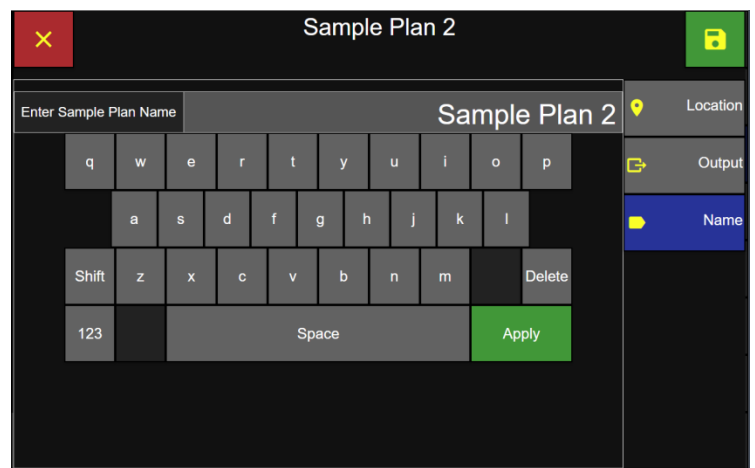 Sample Plan 2
Enter Sample Plan Name Sample Plan 2
Location
Output
Name
q w e r t y u i o p
a s d f g h j k l
Shift z x c v b n m Delete
123 Space Apply